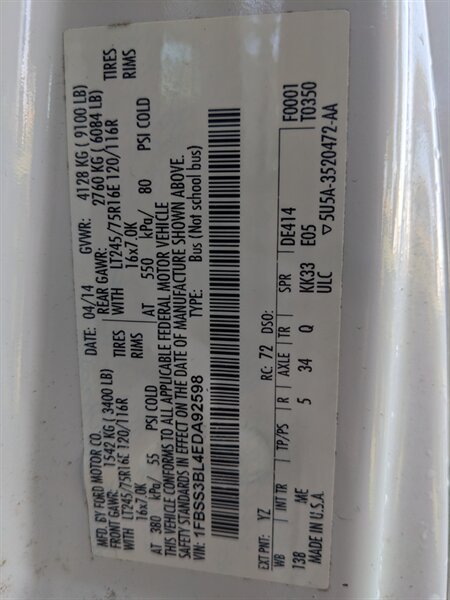 MFD. BY FORD MOTOR CO.
DATE: 04/14 GVWR: 4128 KG ( 9100 LB)
FRONT GAWR: 1542 KG ( 3400 LB) REAR GAWR: 2760 KG ( 6084 LB)
WITH LT245/75R16E 120/116R TIRES WITH LT245/75R16E 120/116R TIRES
16x7.0K RIMS 16x7.0K RIMS
AT 380 kPa/ 55 PSI COLD AT 550 kPa/ 80 PSI COLD
THIS VEHICLE CONFORMS TO ALL APPLICABLE FEDERAL MOTOR VEHICLE
SAFETY STANDARDS IN EFFECT ON THE DATE OF MANUFACTURE SHOWN ABOVE.
VIN: 1FBSS3BL4EDA92598 TYPE: Bus (Not school bus)
F0001
T0350
EXT PNT: YZ RC: 72 DSO:
WB INT TR TP/PS R AXLE TR SPR DE414
138 ME 5 34 Q KK33 E05
MADE IN U.S.A. ULC ▽5U5A-3520472-AA